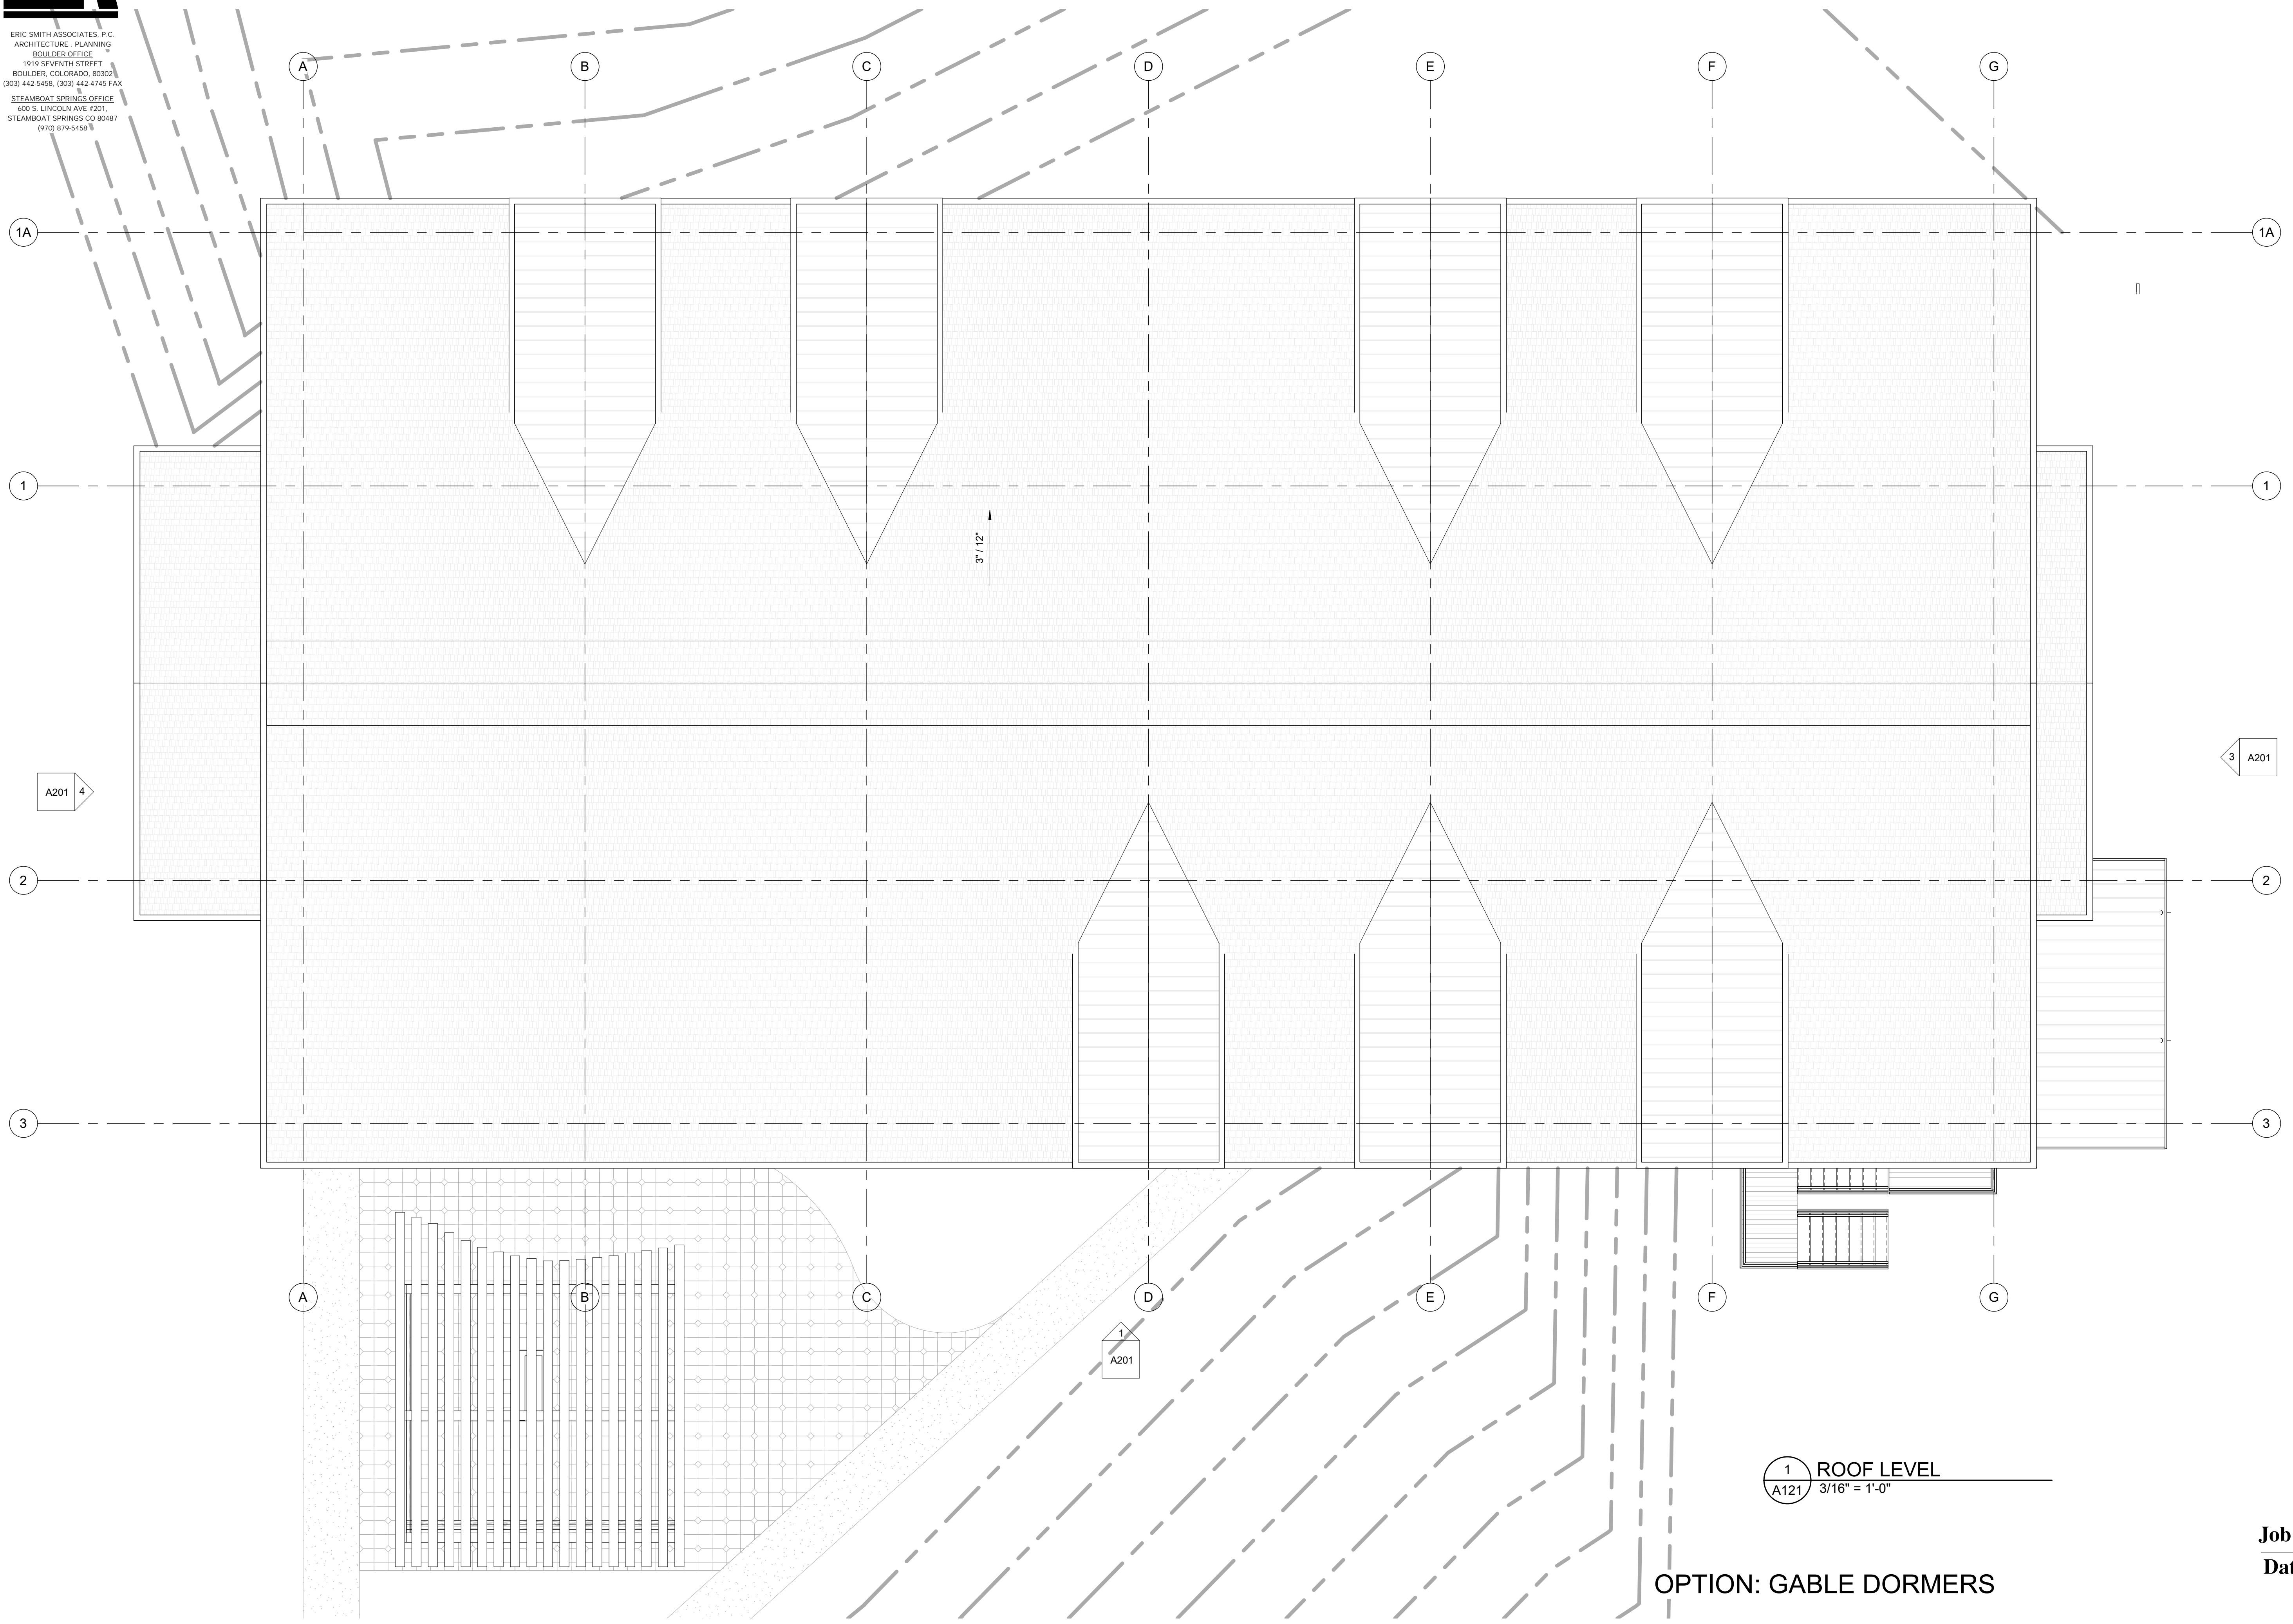 ERIC SMITH ASSOCIATES, P.C.
ARCHITECTURE . PLANNING
BOULDER OFFICE
1919 SEVENTH STREET
BOULDER, COLORADO, 80302
(303) 442-5458, (303) 442-4745 FAX
STEAMBOAT SPRINGS OFFICE
600 S. LINCOLN AVE #201,
STEAMBOAT SPRINGS CO 80487
(970) 879-5458
A B C D E F G
1A 1A
1 1
3" / 12"
A201 4
3 A201
2 2
3 3
A B C D E F G
1
A201
1
A121
ROOF LEVEL
3/16" = 1'-0"
Job
OPTION: GABLE DORMERS